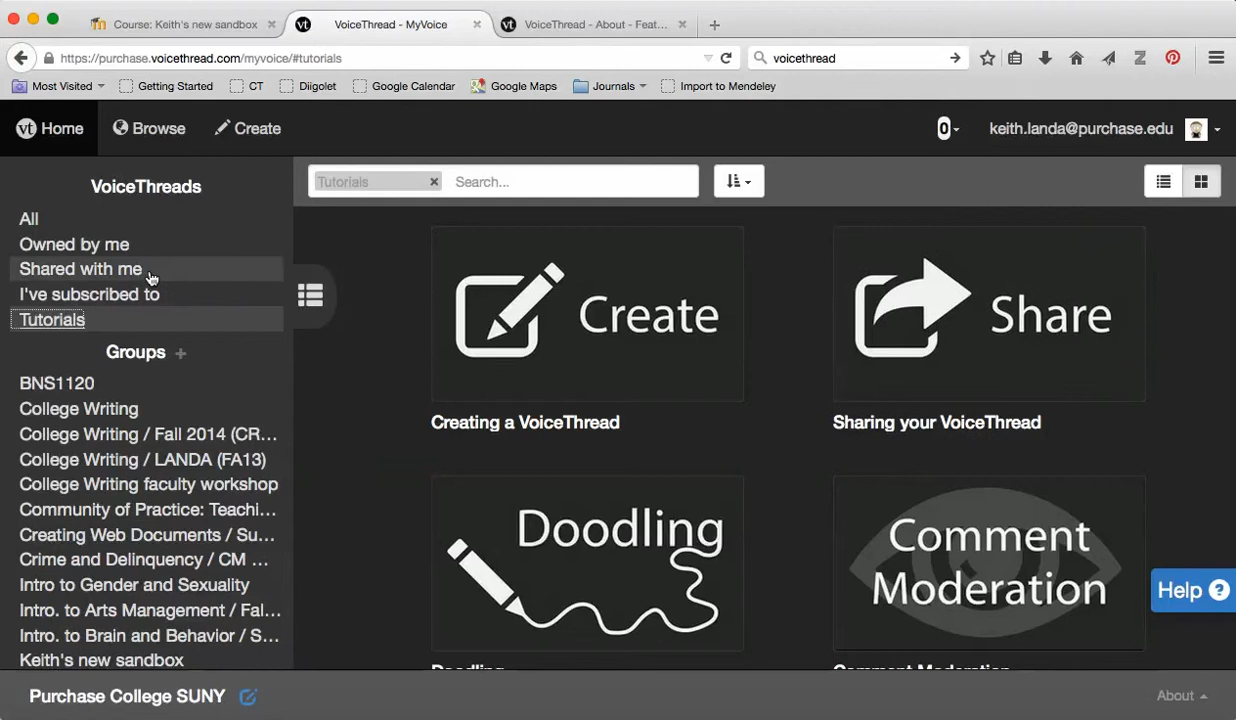 Course: Keith's new sandbox
VoiceThread - MyVoice
VoiceThread - About - Feat...
https://purchase.voicethread.com/myvoice/#tutorials
voicethread
Most Visited
Getting Started
CT
Diigolet
Google Calendar
Google Maps
Journals
Import to Mendeley
vt Home
Browse
Create
0
keith.landa@purchase.edu
VoiceThreads
All
Owned by me
Shared with me
I've subscribed to
Tutorials
Groups +
BNS1120
College Writing
College Writing / Fall 2014 (CR...
College Writing / LANDA (FA13)
College Writing faculty workshop
Community of Practice: Teachi...
Creating Web Documents / Su...
Crime and Delinquency / CM ...
Intro to Gender and Sexuality
Intro. to Arts Management / Fal...
Intro. to Brain and Behavior / S...
Keith's new sandbox
Tutorials ×
Search...
Create
Creating a VoiceThread
Share
Sharing your VoiceThread
Doodling
Doodling
Comment
Moderation
Comment Moderation
Help ?
Purchase College SUNY
About